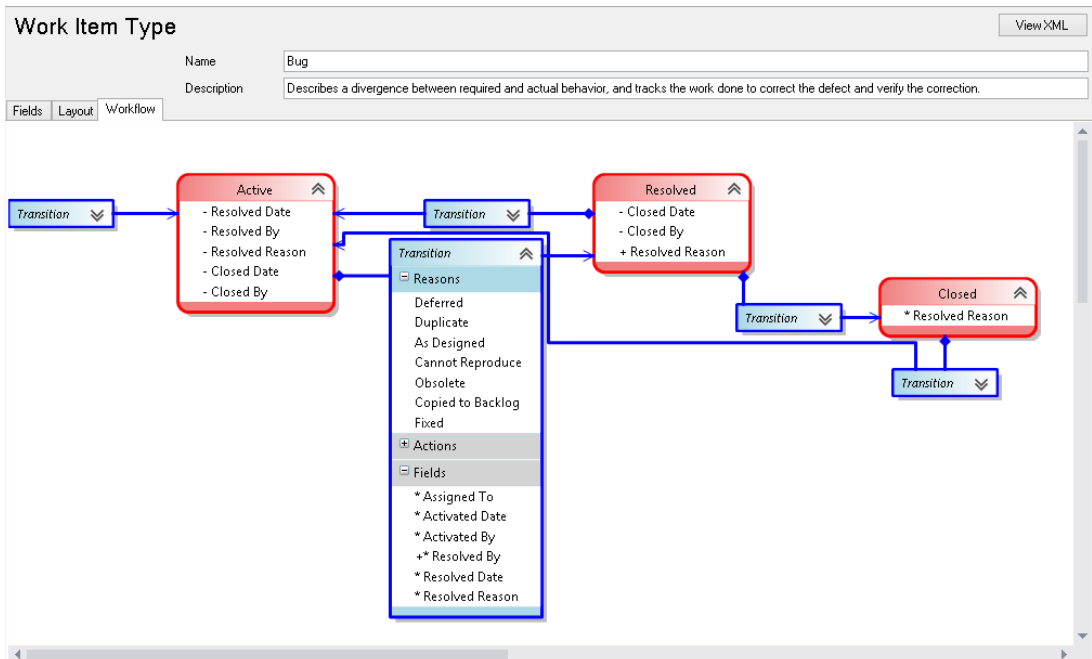 Work Item Type
View XML
Name
Bug
Description
Describes a divergence between required and actual behavior, and tracks the work done to correct the defect and verify the correction.
Fields
Layout
Workflow
Transition
Active
- Resolved Date
- Resolved By
- Resolved Reason
- Closed Date
- Closed By
Transition
Resolved
- Closed Date
- Closed By
+ Resolved Reason
Transition
Reasons
Deferred
Duplicate
As Designed
Cannot Reproduce
Obsolete
Copied to Backlog
Fixed
Actions
Fields
* Assigned To
* Activated Date
* Activated By
+* Resolved By
* Resolved Date
* Resolved Reason
Transition
Closed
* Resolved Reason
Transition